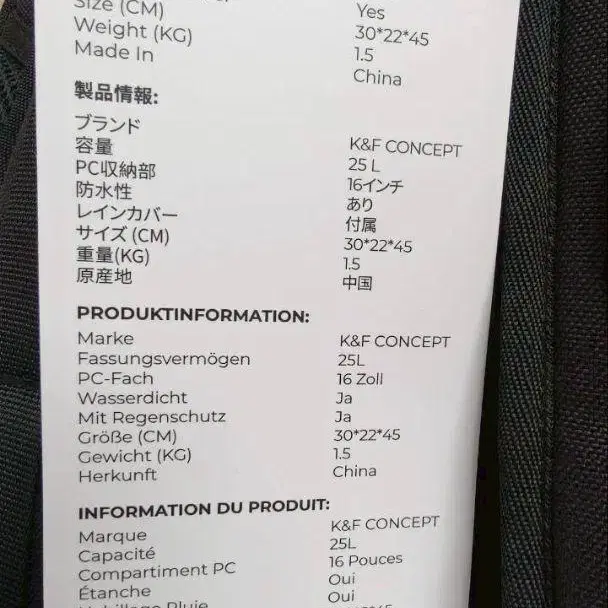 Size (CM) Yes
Weight (KG) 30*22*45
Made In 1.5
China
製品情報:
ブランド K&F CONCEPT
容量 25 L
PC収納部 16インチ
防水性 あり
レインカバー 付属
サイズ (CM) 30*22*45
重量(KG) 1.5
原産地 中国
PRODUKTINFORMATION:
Marke K&F CONCEPT
Fassungsvermögen 25L
PC-Fach 16 Zoll
Wasserdicht Ja
Mit Regenschutz Ja
Größe (CM) 30*22*45
Gewicht (KG) 1.5
Herkunft China
INFORMATION DU PRODUIT:
Marque K&F CONCEPT
Capacité 25L
Compartiment PC 16 Pouces
Étanche Oui
Pluie Oui